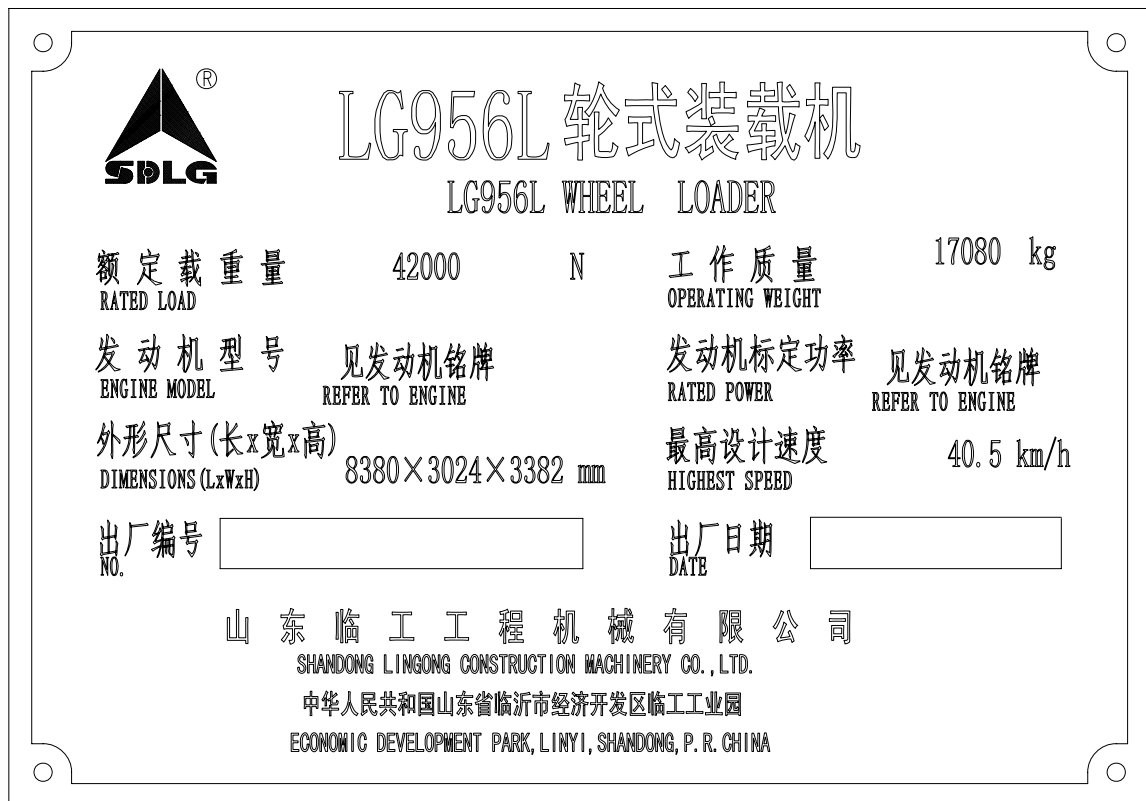 ®
SDLG
LG956L 轮式装载机
LG956L WHEEL LOADER
额定载重量 42000 N
RATED LOAD
工作质量 17080 kg
OPERATING WEIGHT
发动机型号 见发动机铭牌
ENGINE MODEL REFER TO ENGINE
发动机标定功率 见发动机铭牌
RATED POWER REFER TO ENGINE
外形尺寸(长x宽x高) 8380×3024×3382 mm
DIMENSIONS(LxWxH)
最高设计速度 40.5 km/h
HIGHEST SPEED
出厂编号
NO.
出厂日期
DATE
山东临工工程机械有限公司
SHANDONG LINGONG CONSTRUCTION MACHINERY CO.,LTD.
中华人民共和国山东省临沂市经济开发区临工工业园
ECONOMIC DEVELOPMENT PARK,LINYI,SHANDONG,P.R.CHINA